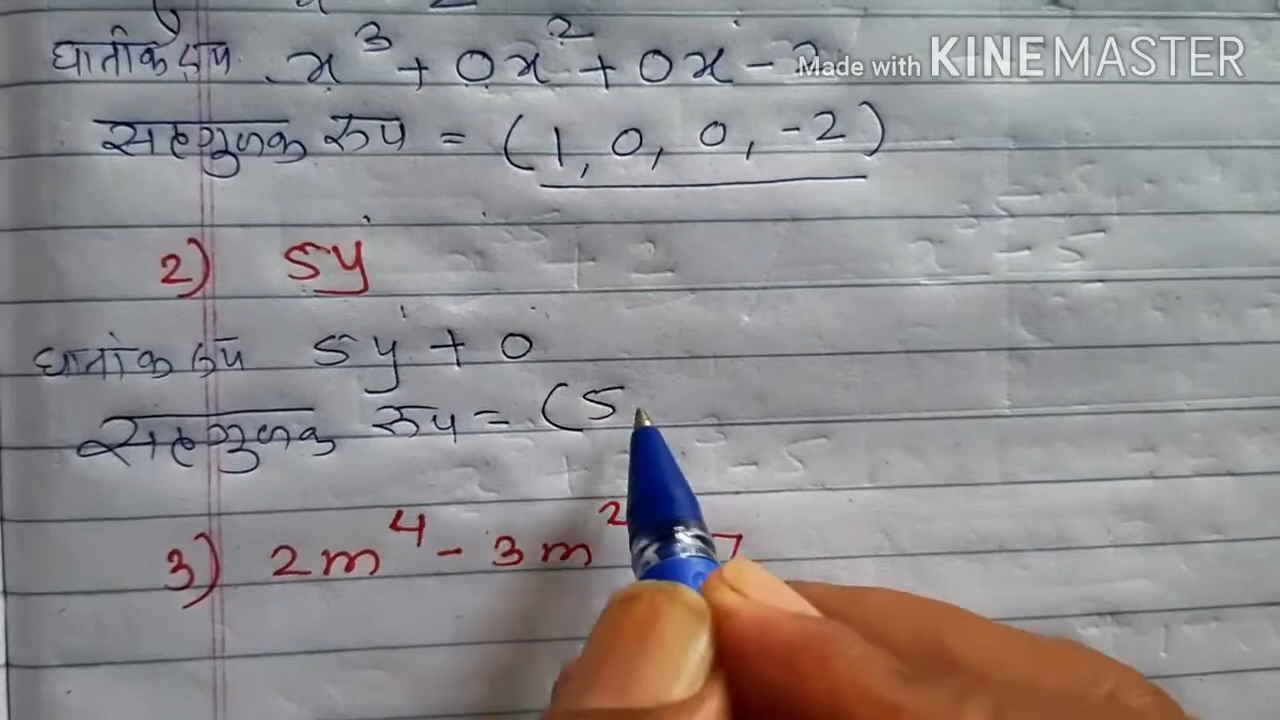 घातांक रूप x³ + 0x² + 0x - 2
Made with KINEMASTER
सहगुणक रूप = (1, 0, 0, -2)
2) 5y
घातांक रूप 5y + 0
सहगुणक रूप = (5
3) 2m⁴ - 3m² 7